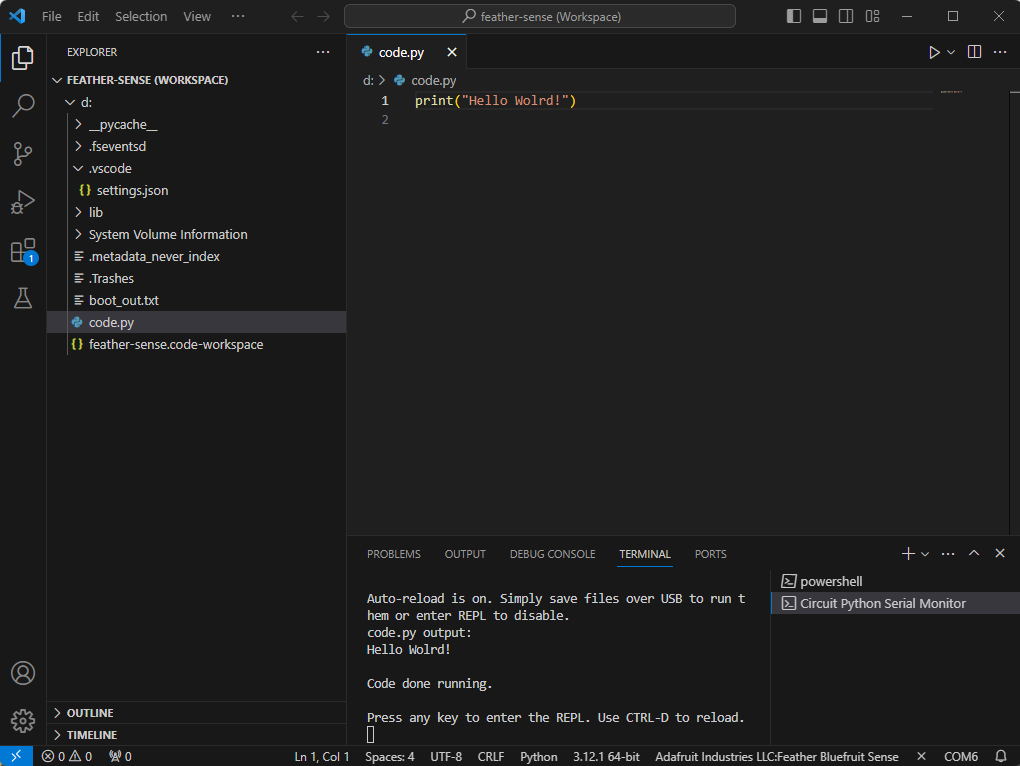 File Edit Selection View ··· feather-sense (Workspace)
EXPLORER ···
FEATHER-SENSE (WORKSPACE)
d:
__pycache__
.fseventsd
.vscode
{} settings.json
lib
System Volume Information
.metadata_never_index
.Trashes
boot_out.txt
code.py
{} feather-sense.code-workspace
OUTLINE
TIMELINE
1
code.py
d: > code.py
1 print("Hello Wolrd!")
2
PROBLEMS OUTPUT DEBUG CONSOLE TERMINAL PORTS
Auto-reload is on. Simply save files over USB to run t
hem or enter REPL to disable.
code.py output:
Hello Wolrd!
Code done running.
Press any key to enter the REPL. Use CTRL-D to reload.
powershell
Circuit Python Serial Monitor
0 0 0 Ln 1, Col 1 Spaces: 4 UTF-8 CRLF Python 3.12.1 64-bit Adafruit Industries LLC:Feather Bluefruit Sense COM6